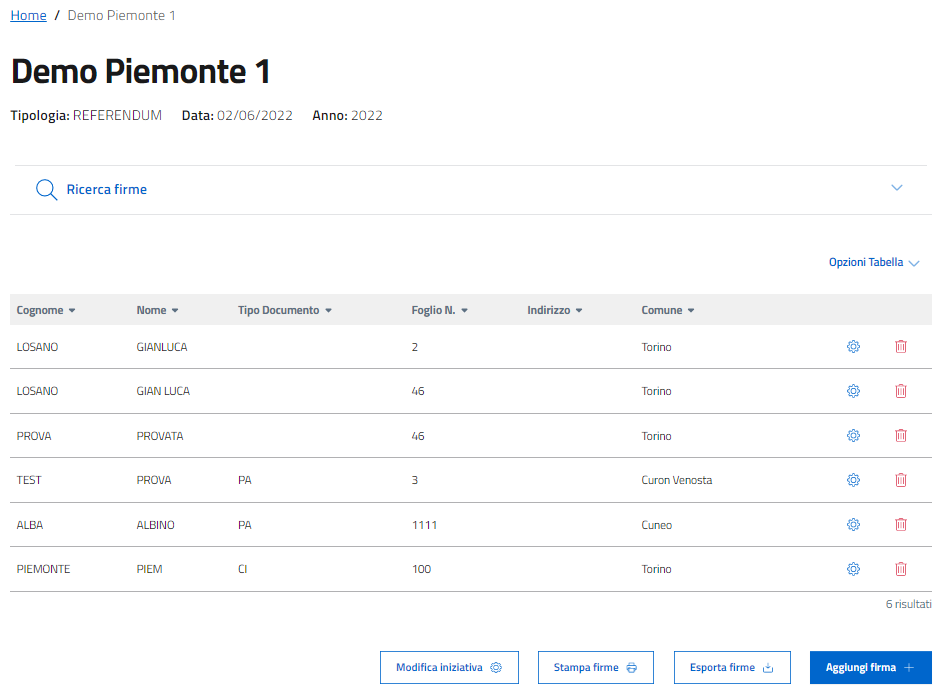 Home / Demo Piemonte 1
Demo Piemonte 1
Tipologia: REFERENDUM Data: 02/06/2022 Anno: 2022
Ricerca firme
Opzioni Tabella
Cognome Nome Tipo Documento Foglio N. Indirizzo Comune
LOSANO GIANLUCA 2 Torino
LOSANO GIAN LUCA 46 Torino
PROVA PROVATA 46 Torino
TEST PROVA PA 3 Curon Venosta
ALBA ALBINO PA 1111 Cuneo
PIEMONTE PIEM CI 100 Torino
6 risultati
Modifica iniziativa Stampa firme Esporta firme Aggiungi firma